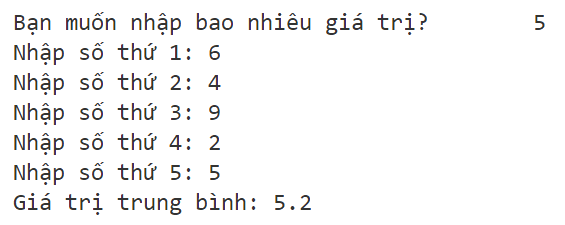 Bạn muốn nhập bao nhiêu giá trị? 5
Nhập số thứ 1: 6
Nhập số thứ 2: 4
Nhập số thứ 3: 9
Nhập số thứ 4: 2
Nhập số thứ 5: 5
Giá trị trung bình: 5.2